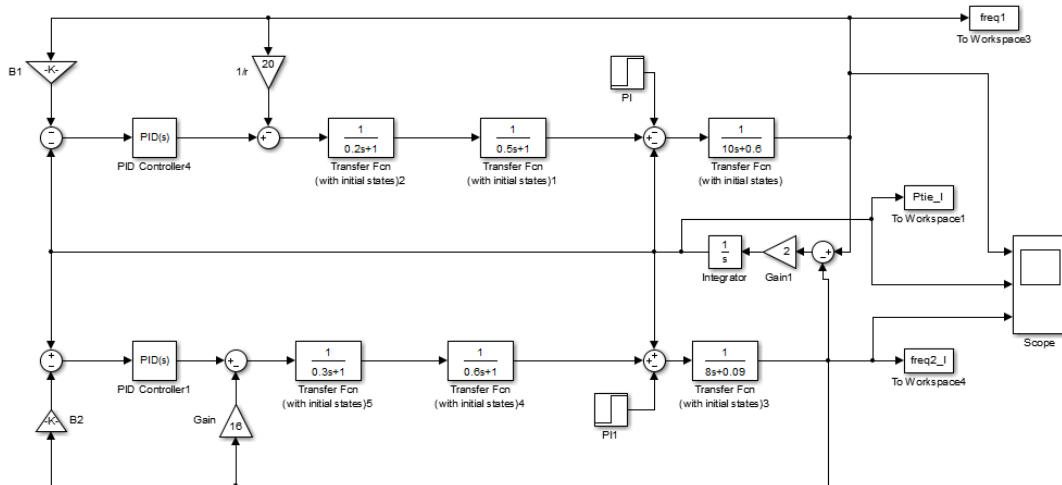 freq1
To Workspace3
B1
-K-
1/r
20
PI
PID(s)
PID Controller4
1
0.2s+1
Transfer Fcn
(with initial states)2
1
0.5s+1
Transfer Fcn
(with initial states)1
1
10s+0.6
Transfer Fcn
(with initial states)
Ptie_I
To Workspace1
1
s
Integrator
2
Gain1
Scope
PID(s)
PID Controller1
1
0.3s+1
Transfer Fcn
(with initial states)5
1
0.6s+1
Transfer Fcn
(with initial states)4
1
8s+0.09
Transfer Fcn
(with initial states)3
freq2_I
To Workspace4
-K-
B2
Gain
16
PI1